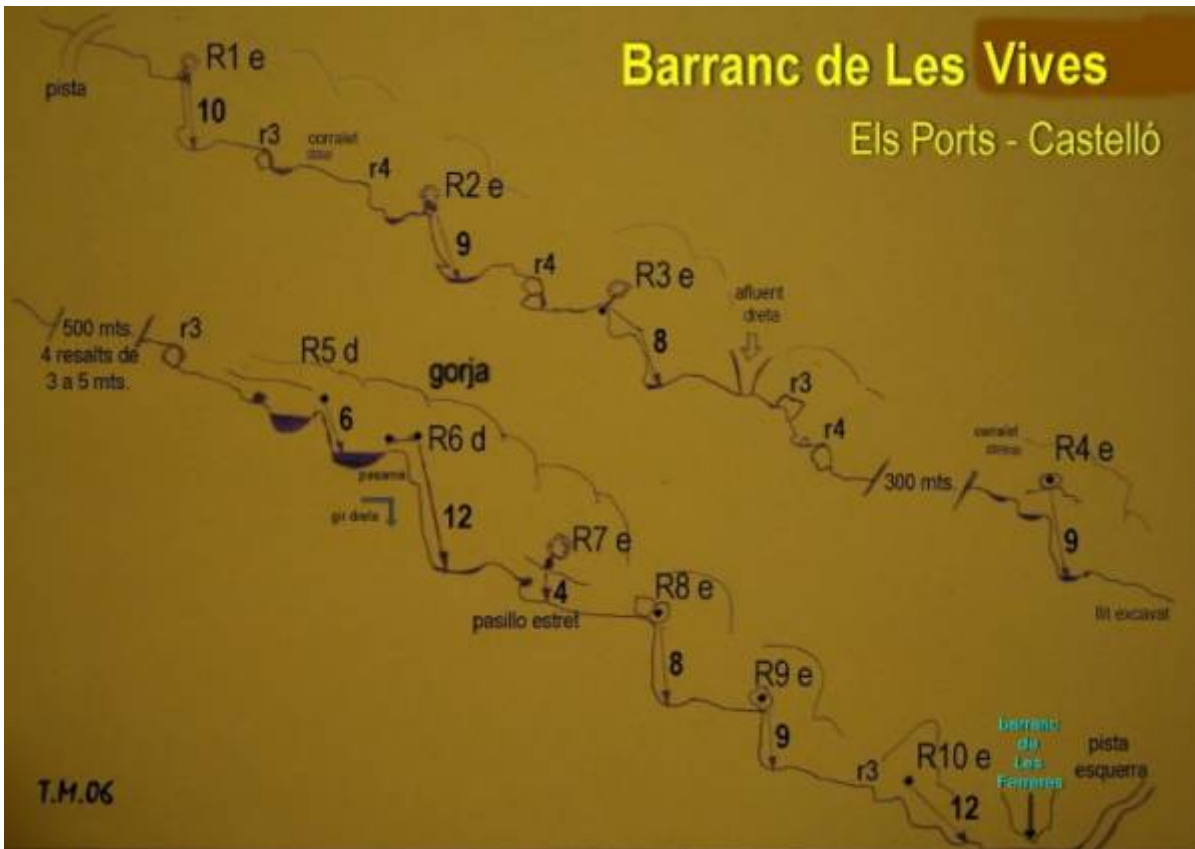 Barranc de Les Vives
Els Ports - Castelló
pista
R1 e
10
r3
corralet
r4
R2 e
9
r4
R3 e
8
afluent
dreta
r3
r4
300 mts.
corralet
R4 e
9
llit excavat
500 mts.
4 resalts de
3 a 5 mts.
r3
R5 d
6
gorja
R6 d
pasamà
gir dreta
12
R7 e
4
pasillo estret
R8 e
8
R9 e
9
r3
R10 e
12
barranc
de
Les
Farreres
pista
esquerra
T.M.06